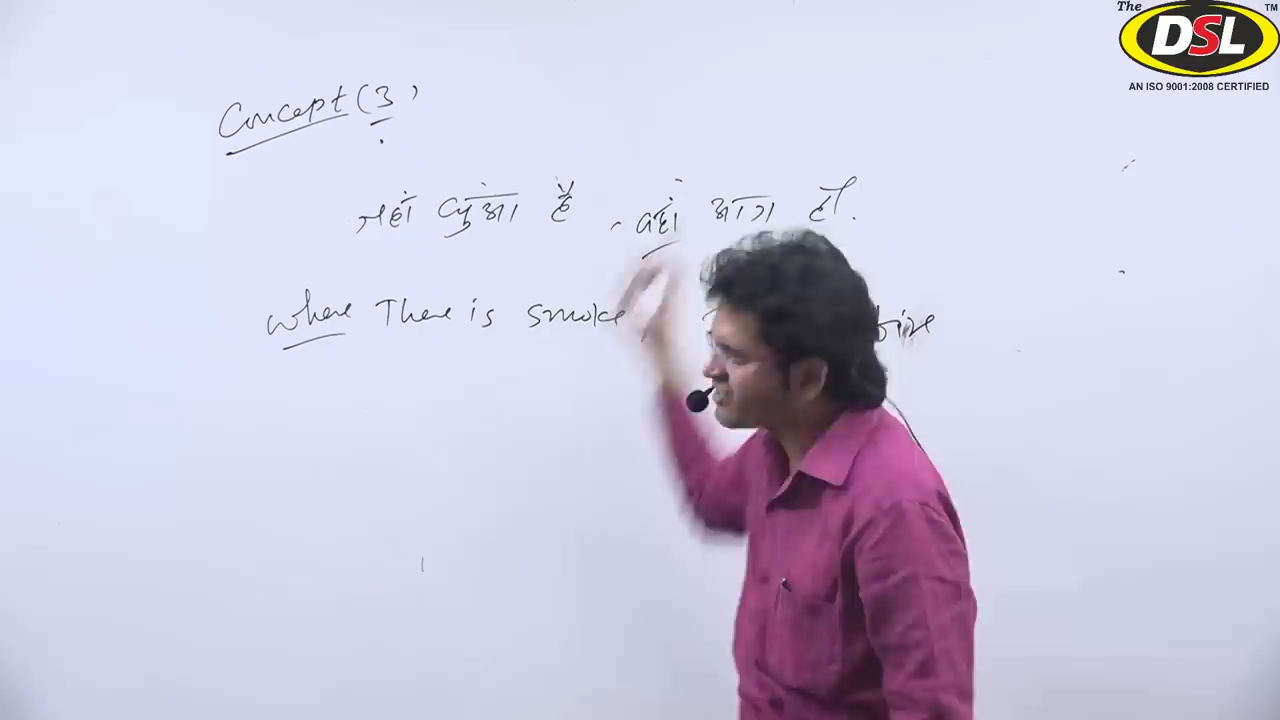 The
DSL
TM
AN ISO 9001:2008 CERTIFIED
Concept (3)
जहाँ धुंआ है, वहाँ आग है.
where There is smoke, fire